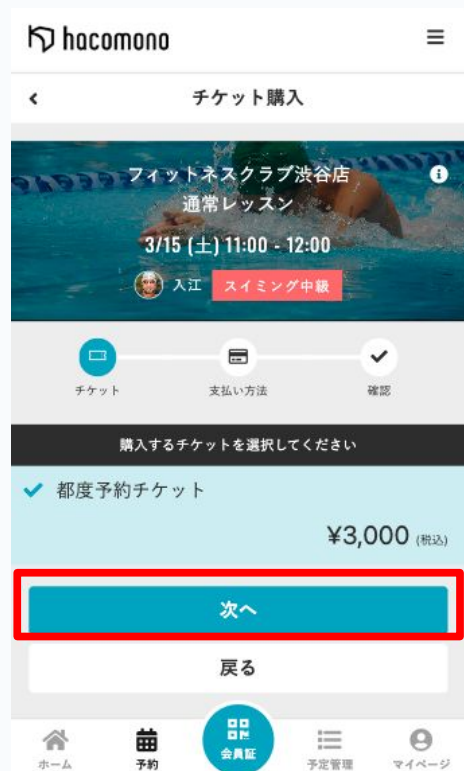 hacomono
チケット購入
フィットネスクラブ渋谷店
通常レッスン
3/15 (土) 11:00 - 12:00
入江 スイミング中級
チケット 支払い方法 確認
購入するチケットを選択してください
都度予約チケット
¥3,000 (税込)
次へ
戻る
ホーム 予約 会員証 予定管理 マイページ